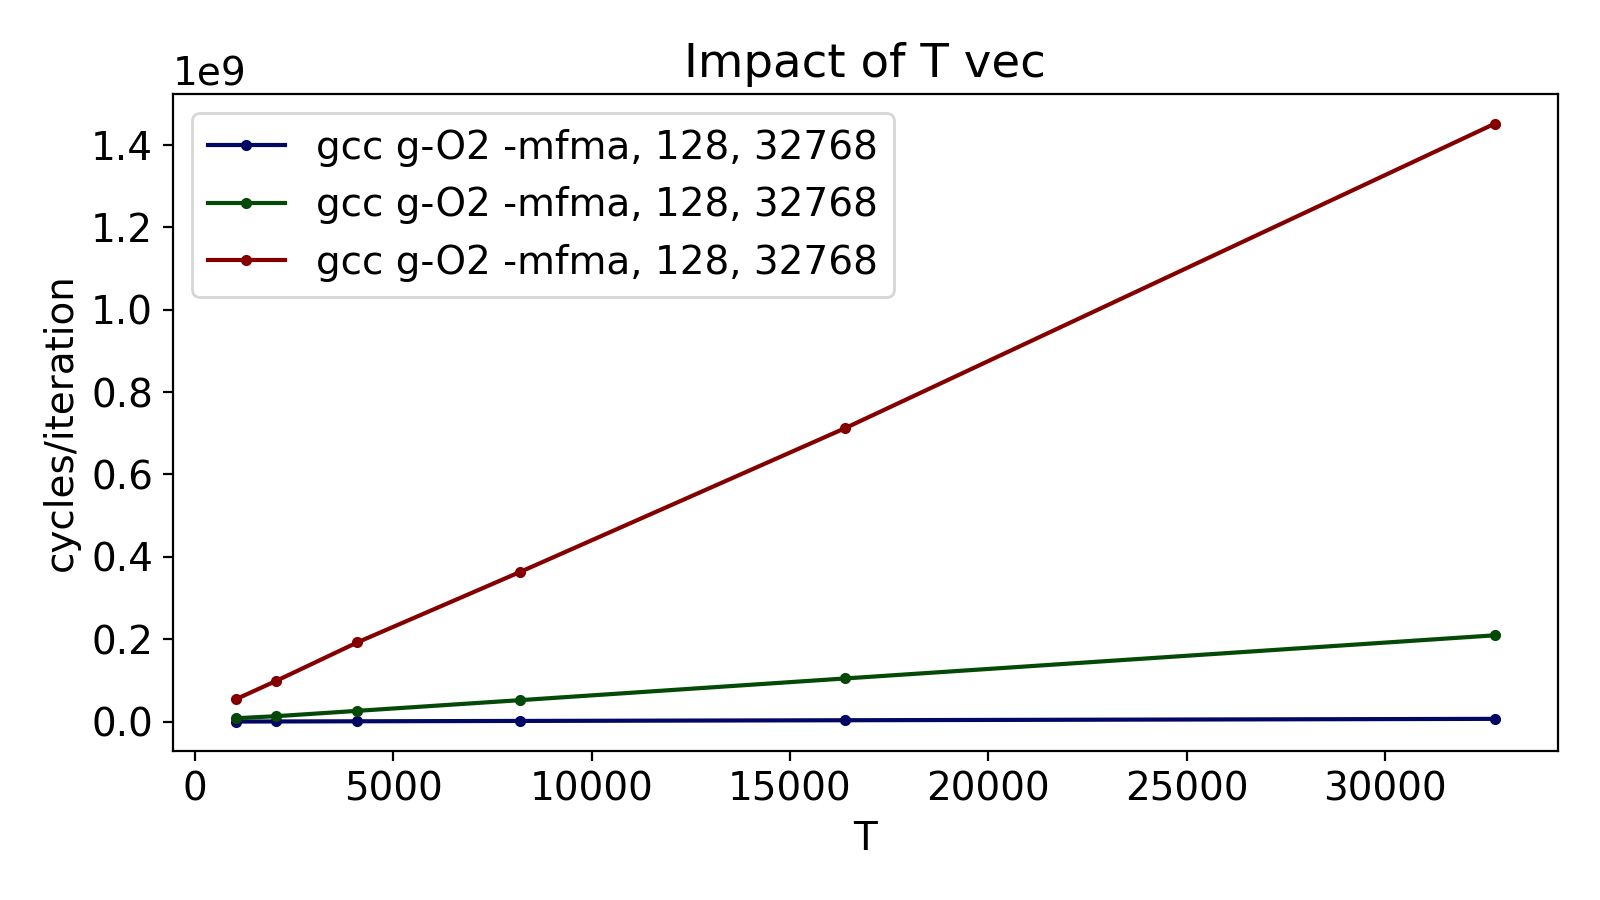 Impact of T vec
1e9
gcc g-O2 -mfma, 128, 32768
gcc g-O2 -mfma, 128, 32768
gcc g-O2 -mfma, 128, 32768
cycles/iteration
1.4
1.2
1.0
0.8
0.6
0.4
0.2
0.0
0 5000 10000 15000 20000 25000 30000
T